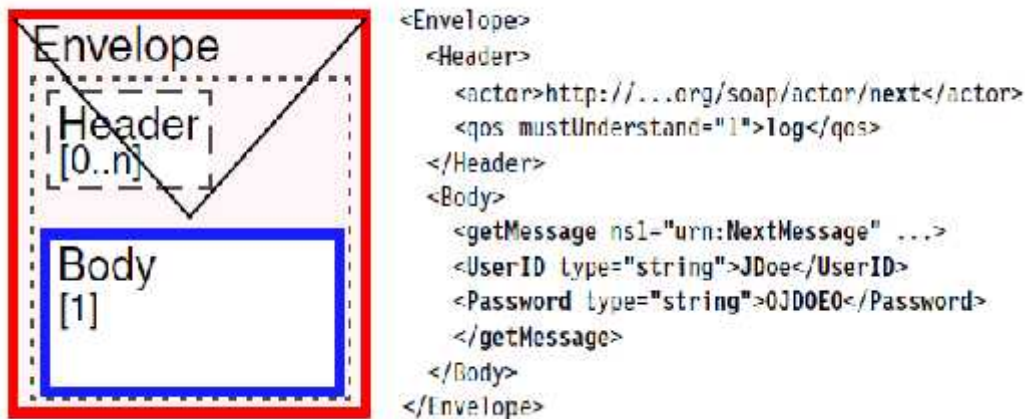 Envelope
Header
[0..n]
Body
[1]
<Envelope>
<Header>
<actor>http://...org/soap/actor/next</actor>
<qos mustUnderstand="1">log</qos>
</Header>
<Body>
<getMessage ns1="urn:NextMessage" ...>
<UserID type="string">JDoe</UserID>
<Password type="string">0JDOE0</Password>
</getMessage>
</Body>
</Envelope>